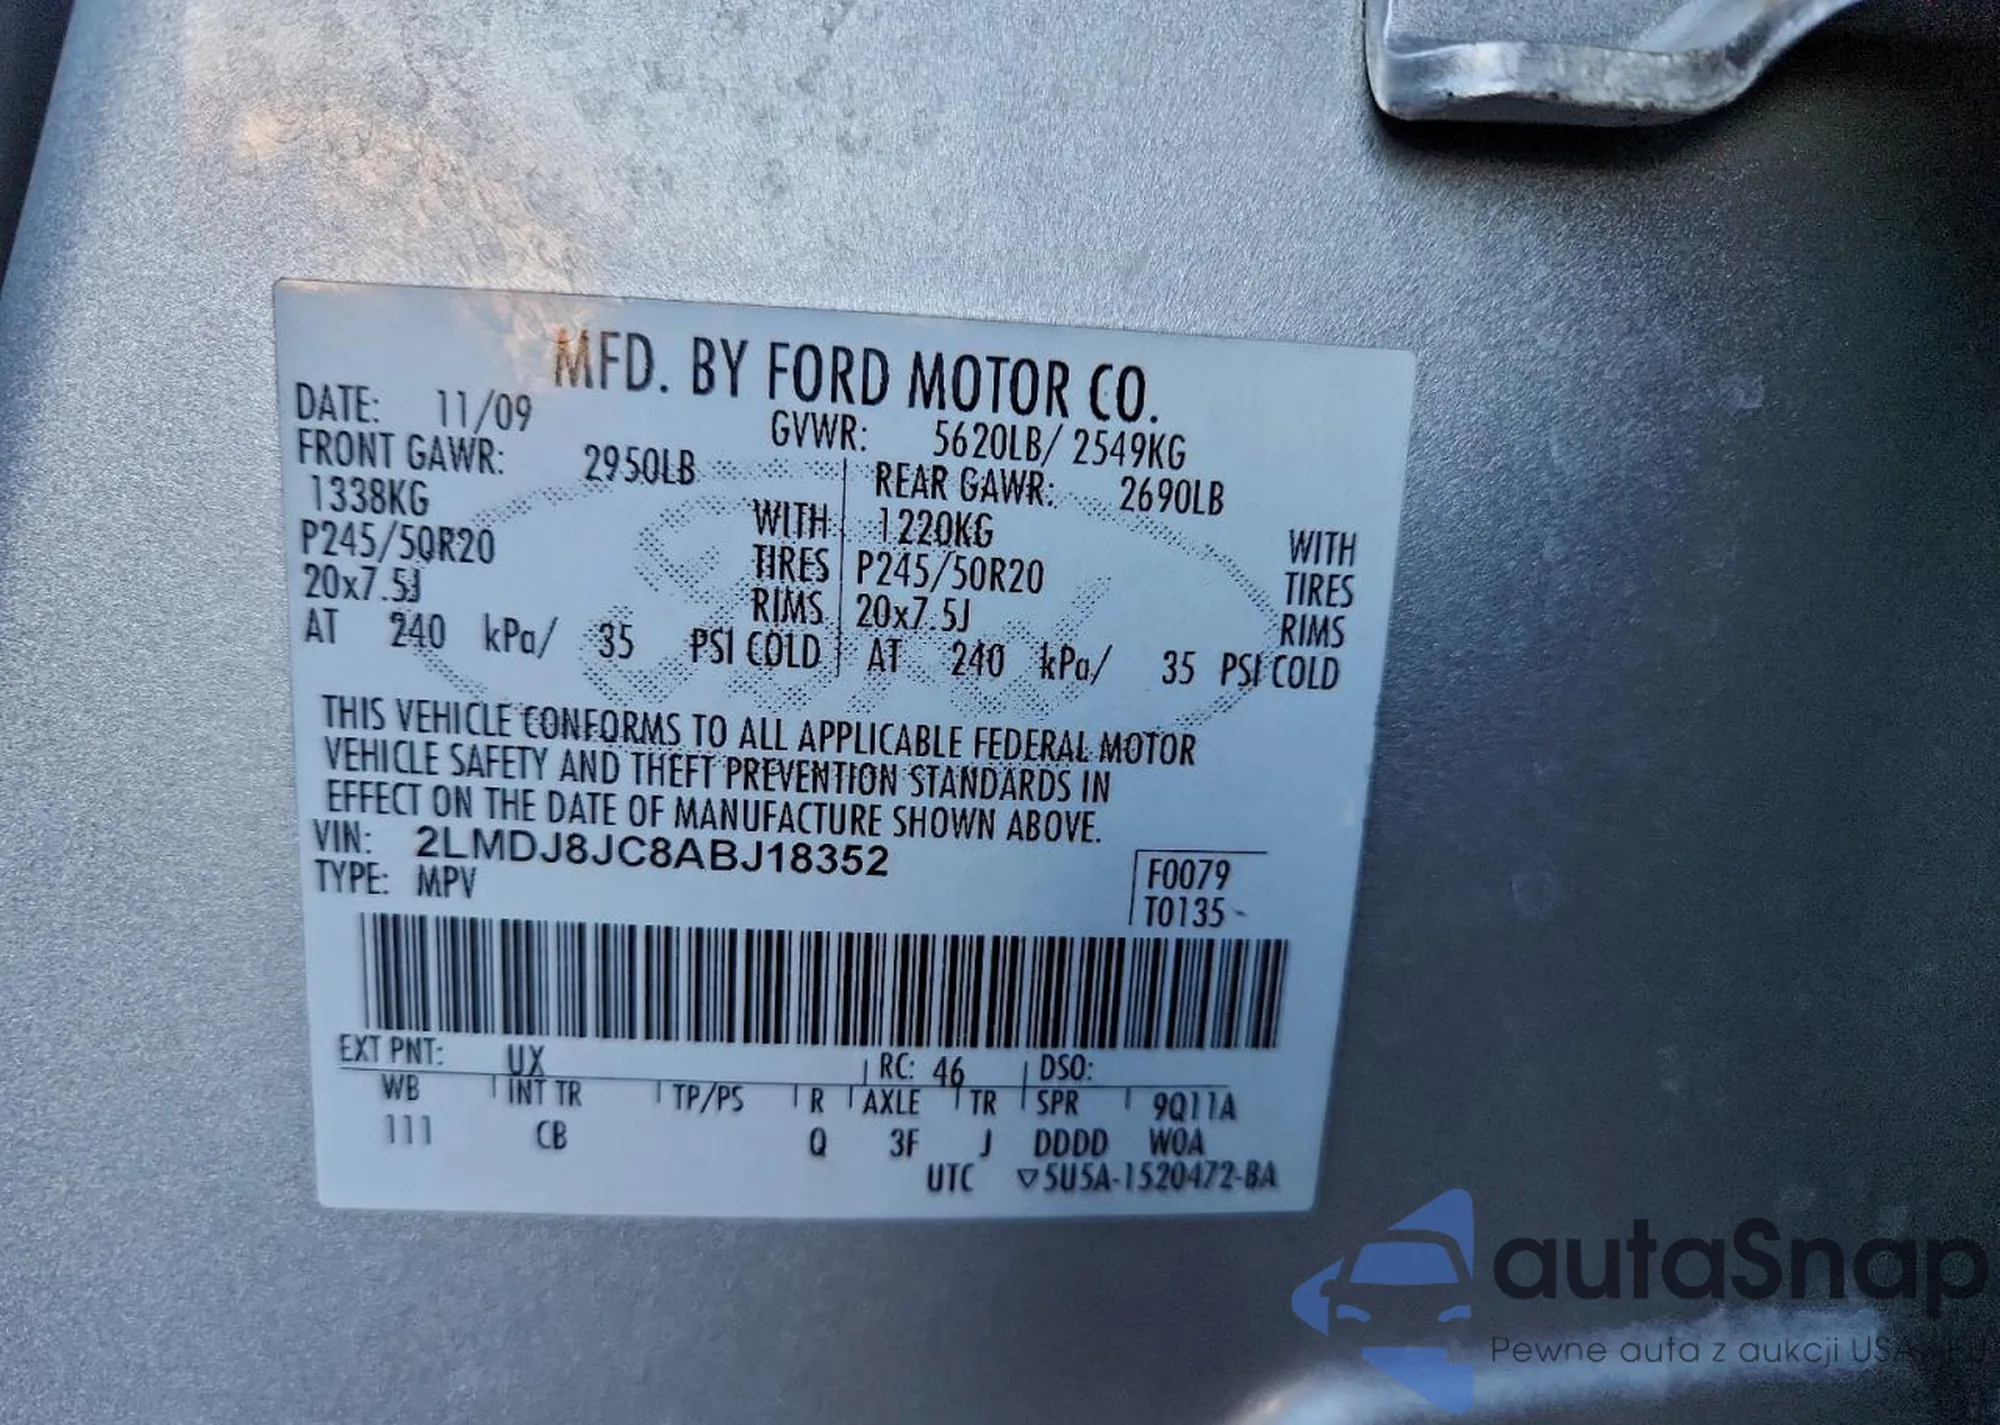 MFD. BY FORD MOTOR CO.
DATE: 11/09 GVWR: 5620LB/ 2549KG
FRONT GAWR: 2950LB REAR GAWR: 2690LB
1338KG WITH 1220KG WITH
P245/50R20 TIRES P245/50R20 TIRES
20x7.5J RIMS 20x7.5J RIMS
AT 240 kPa/ 35 PSI COLD AT 240 kPa/ 35 PSI COLD
THIS VEHICLE CONFORMS TO ALL APPLICABLE FEDERAL MOTOR
VEHICLE SAFETY AND THEFT PREVENTION STANDARDS IN
EFFECT ON THE DATE OF MANUFACTURE SHOWN ABOVE.
VIN: 2LMDJ8JC8ABJ18352
TYPE: MPV
F0079
T0135
EXT PNT: UX RC: 46 DSO:
WB INT TR TP/PS R AXLE TR SPR 9Q11A
111 CB Q 3F J DDDD WOA
UTC ▽5U5A-1520472-BA
autaSnap
Pewne auta z aukcji USA